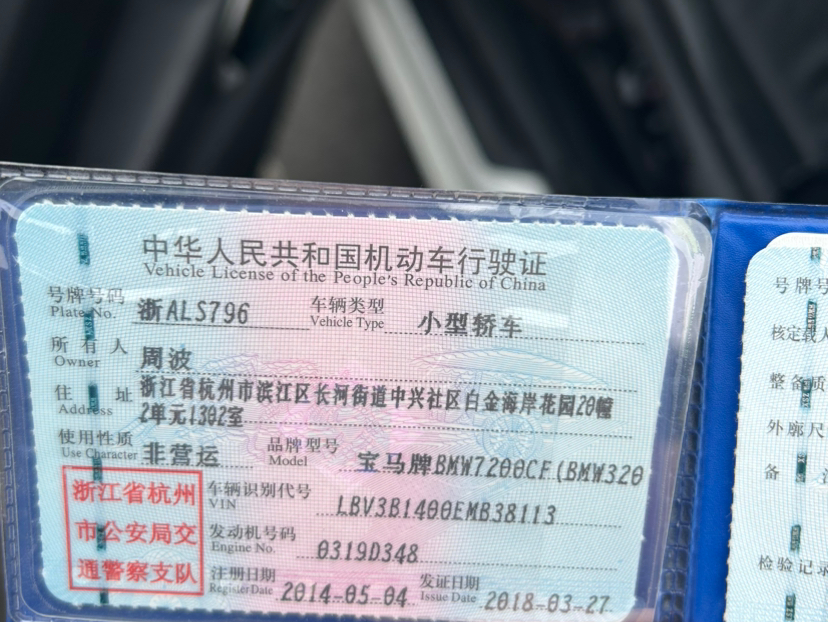 中华人民共和国机动车行驶证
Vehicle License of the People's Republic of China
号牌号码 浙ALS796 车辆类型 小型轿车
Plate No. Vehicle Type
所有人 周波
Owner
住址 浙江省杭州市滨江区长河街道中兴社区白金海岸花园20幢
Address 2单元1302室
使用性质 非营运 品牌型号 宝马牌BMW7200CF(BMW320
Use Character Model
浙江省杭州
市公安局交
通警察支队
车辆识别代号 LBV3B1400EMB38113
VIN
发动机号码 0319D348
Engine No.
注册日期 2014-05-04 发证日期 2018-03-27
Register Date Issue Date
号牌号
核定载人
整备质
外廓尺
备
检验记录